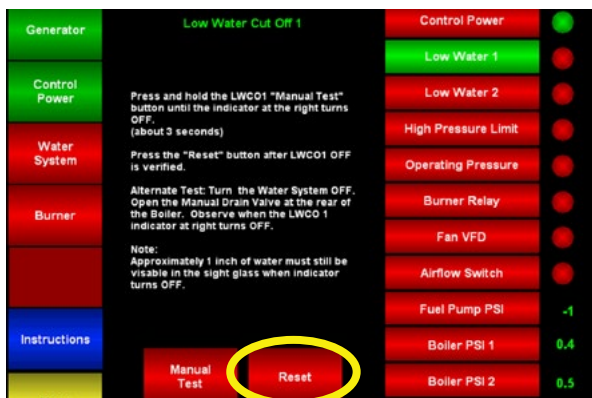 Generator
Control
Power
Water
System
Burner
Instructions
Low Water Cut Off 1
Press and hold the LWCO1 "Manual Test"
button until the indicator at the right turns
OFF.
(about 3 seconds)
Press the "Reset" button after LWCO1 OFF
is verified.
Alternate Test: Turn the Water System OFF.
Open the Manual Drain Valve at the rear of
the Boiler. Observe when the LWCO 1
indicator at right turns OFF.
Note:
Approximately 1 inch of water must still be
visable in the sight glass when indicator
turns OFF.
Manual
Test
Reset
Control Power
Low Water 1
Low Water 2
High Pressure Limit
Operating Pressure
Burner Relay
Fan VFD
Airflow Switch
Fuel Pump PSI -1
Boiler PSI 1 0.4
Boiler PSI 2 0.5